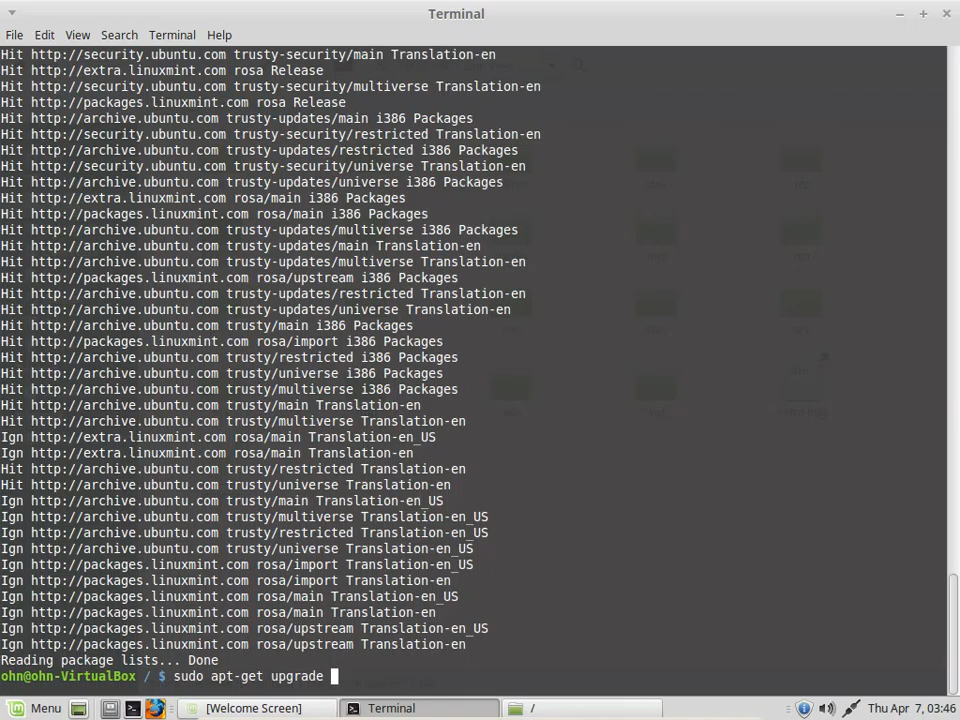 Terminal
File Edit View Search Terminal Help
Hit http://security.ubuntu.com trusty-security/main Translation-en
Hit http://extra.linuxmint.com rosa Release
Hit http://security.ubuntu.com trusty-security/multiverse Translation-en
Hit http://packages.linuxmint.com rosa Release
Hit http://archive.ubuntu.com trusty-updates/main i386 Packages
Hit http://security.ubuntu.com trusty-security/restricted Translation-en
Hit http://archive.ubuntu.com trusty-updates/restricted i386 Packages
Hit http://security.ubuntu.com trusty-security/universe Translation-en
Hit http://archive.ubuntu.com trusty-updates/universe i386 Packages
Hit http://extra.linuxmint.com rosa/main i386 Packages
Hit http://packages.linuxmint.com rosa/main i386 Packages
Hit http://archive.ubuntu.com trusty-updates/multiverse i386 Packages
Hit http://archive.ubuntu.com trusty-updates/main Translation-en
Hit http://archive.ubuntu.com trusty-updates/multiverse Translation-en
Hit http://packages.linuxmint.com rosa/upstream i386 Packages
Hit http://archive.ubuntu.com trusty-updates/restricted Translation-en
Hit http://archive.ubuntu.com trusty-updates/universe Translation-en
Hit http://archive.ubuntu.com trusty/main i386 Packages
Hit http://packages.linuxmint.com rosa/import i386 Packages
Hit http://archive.ubuntu.com trusty/restricted i386 Packages
Hit http://archive.ubuntu.com trusty/universe i386 Packages
Hit http://archive.ubuntu.com trusty/multiverse i386 Packages
Hit http://archive.ubuntu.com trusty/main Translation-en
Hit http://archive.ubuntu.com trusty/multiverse Translation-en
Ign http://extra.linuxmint.com rosa/main Translation-en_US
Ign http://extra.linuxmint.com rosa/main Translation-en
Hit http://archive.ubuntu.com trusty/restricted Translation-en
Hit http://archive.ubuntu.com trusty/universe Translation-en
Ign http://archive.ubuntu.com trusty/main Translation-en_US
Ign http://archive.ubuntu.com trusty/multiverse Translation-en_US
Ign http://archive.ubuntu.com trusty/restricted Translation-en_US
Ign http://archive.ubuntu.com trusty/universe Translation-en_US
Ign http://packages.linuxmint.com rosa/import Translation-en_US
Ign http://packages.linuxmint.com rosa/import Translation-en
Ign http://packages.linuxmint.com rosa/main Translation-en_US
Ign http://packages.linuxmint.com rosa/main Translation-en
Ign http://packages.linuxmint.com rosa/upstream Translation-en_US
Ign http://packages.linuxmint.com rosa/upstream Translation-en
Reading package lists... Done
ohn@ohn-VirtualBox / $ sudo apt-get upgrade
Menu [Welcome Screen] Terminal / Thu Apr 7, 03:46